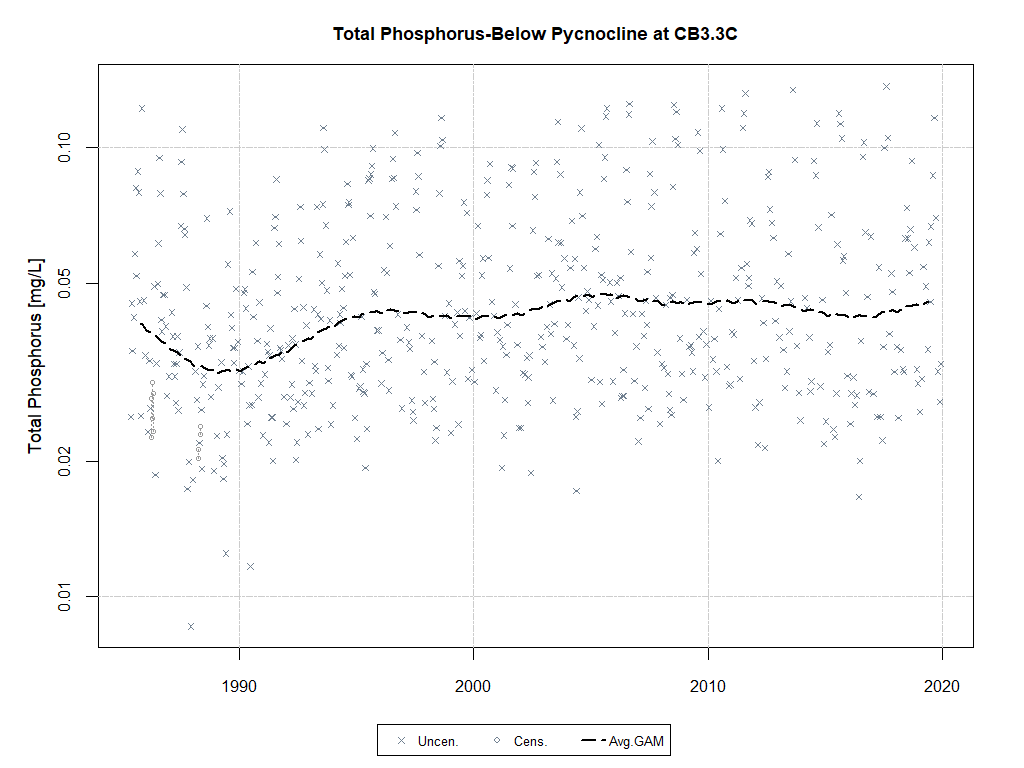 Total Phosphorus-Below Pycnocline at CB3.3C
Total Phosphorus [mg/L]
0.10
0.05
0.02
0.01
1990 2000 2010 2020
Uncen. Cens. Avg.GAM